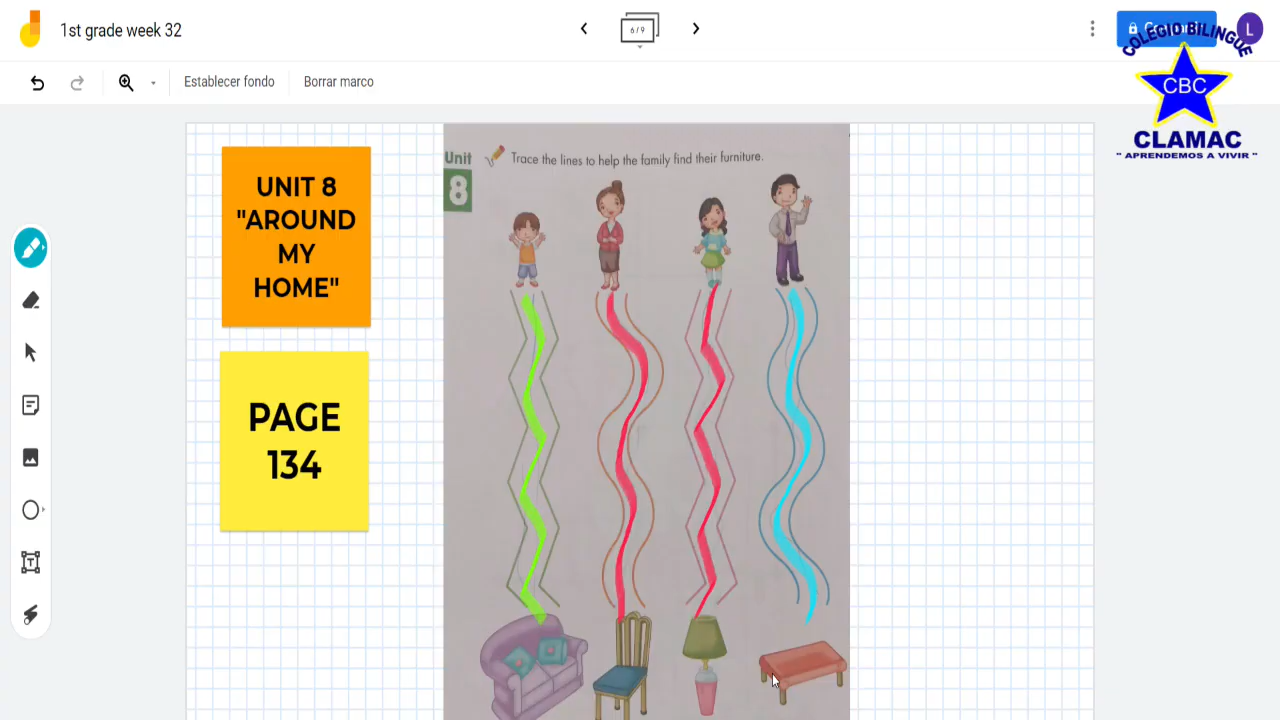 1st grade week 32
6 / 9
L
COLEGIO BILINGUE
CBC
CLAMAC
" APRENDEMOS A VIVIR "
Establecer fondo
Borrar marco
UNIT 8
"AROUND
MY
HOME"
PAGE
134
Unit
8
Trace the lines to help the family find their furniture.
T